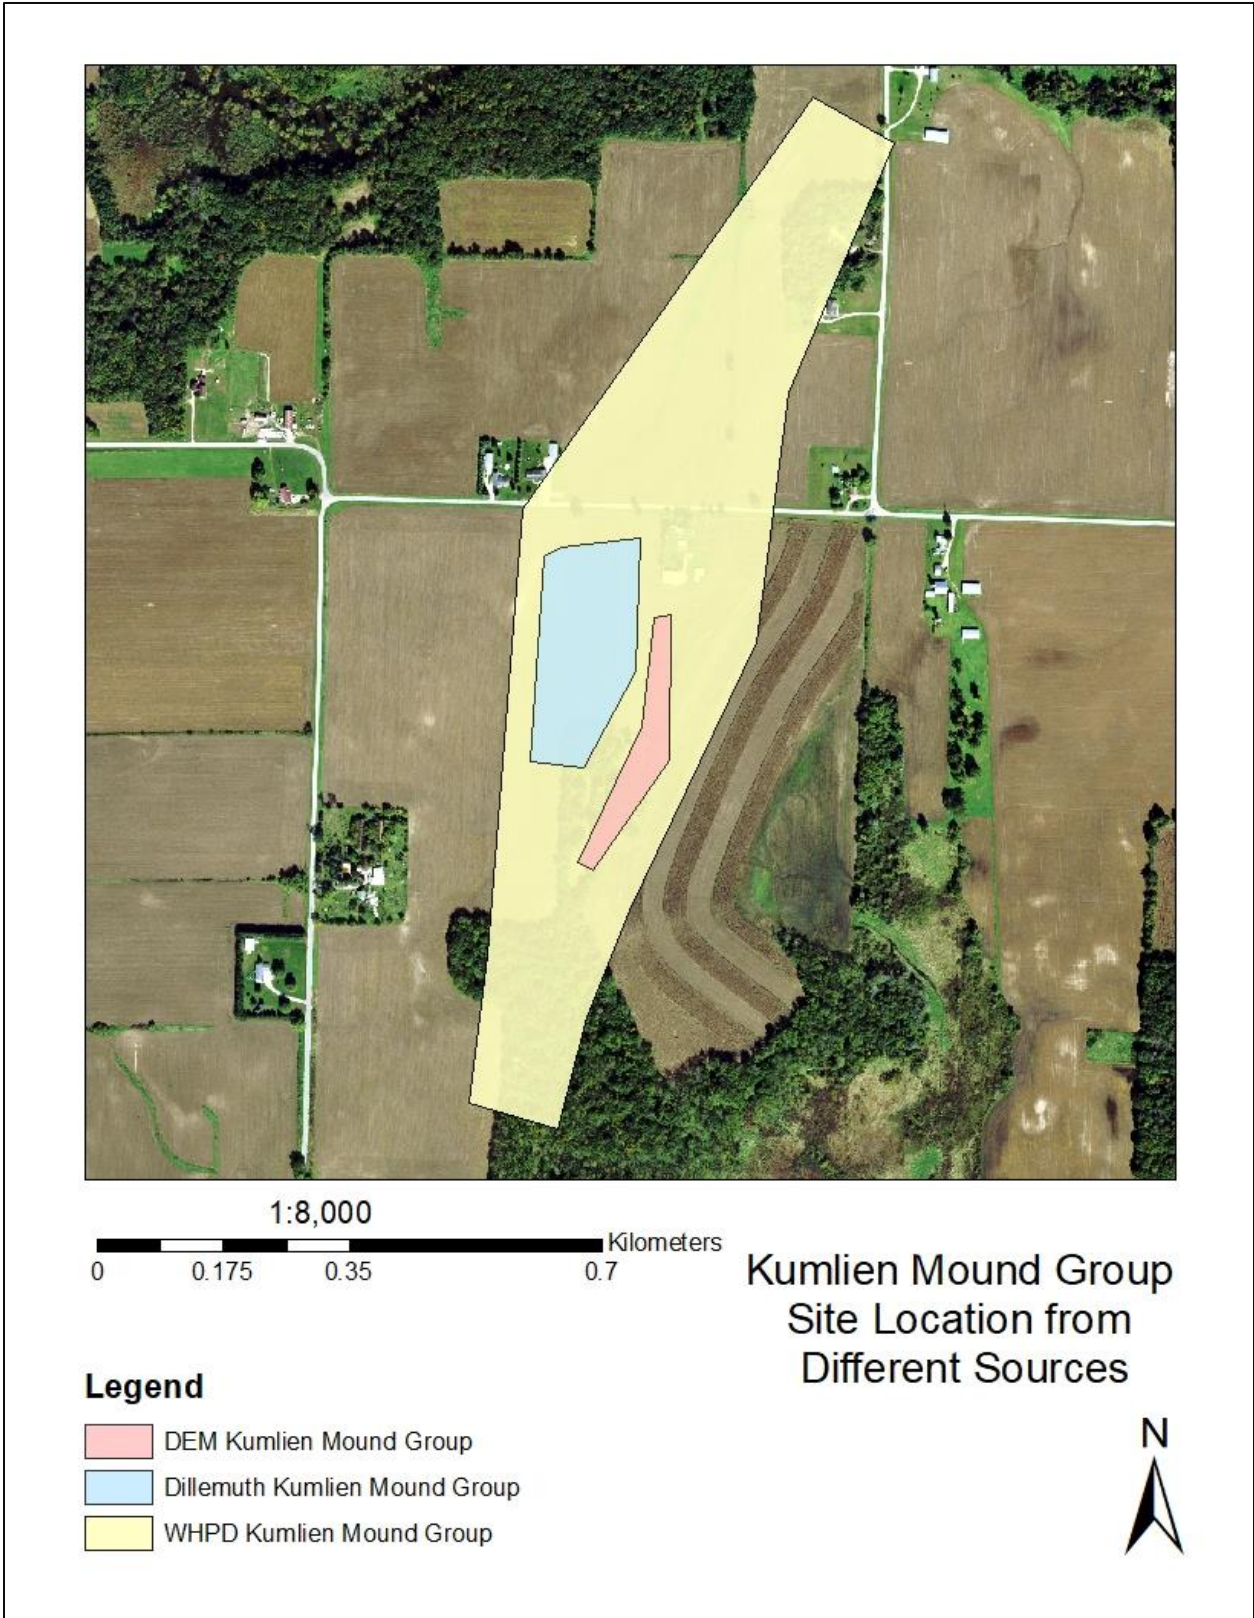 1:8,000
Kilometers
0 0.175 0.35 0.7
Kumlien Mound Group
Site Location from
Different Sources
Legend
DEM Kumlien Mound Group
Dillemuth Kumlien Mound Group
WHPD Kumlien Mound Group
N